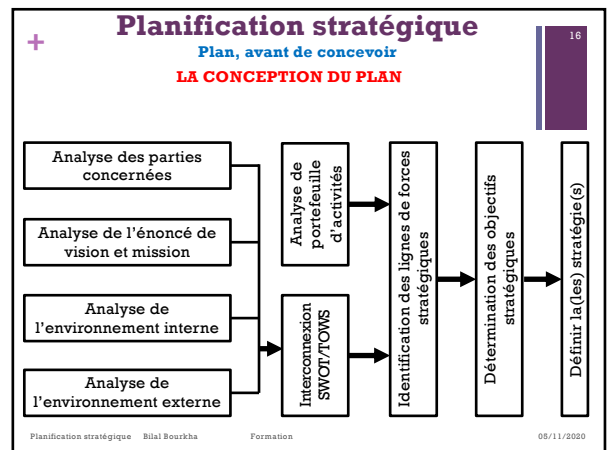 +
Planification stratégique
16
Plan, avant de concevoir
LA CONCEPTION DU PLAN
Analyse des parties
concernées
Analyse de l'énoncé de
vision et mission
Analyse de
l'environnement interne
Analyse de
l'environnement externe
Analyse de
portefeuille
d'activités
Interconnexion
SWOT/TOWS
Identification des lignes de forces
stratégiques
Détermination des objectifs
stratégiques
Définir la(les) stratégie(s)
Planification stratégique Bilal Bourkha Formation 05/11/2020